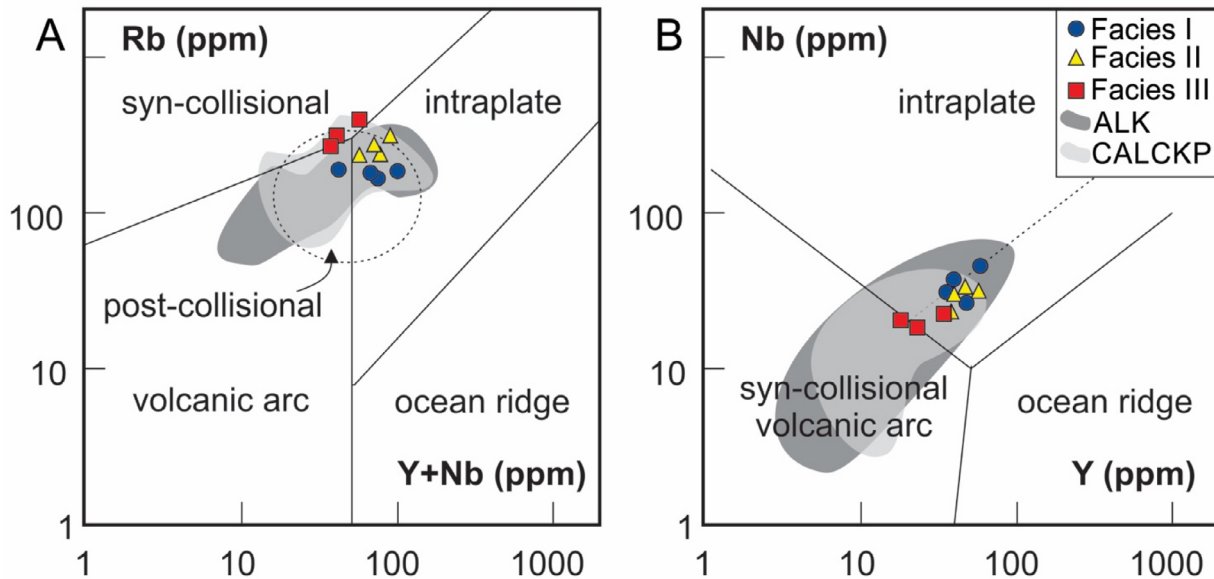 A
Rb (ppm)
syn-collisional
intraplate
100
post-collisional
10
volcanic arc
ocean ridge
Y+Nb (ppm)
1
1
10
100
1000
B
Nb (ppm)
Facies I
Facies II
Facies III
ALK
CALCKP
intraplate
100
10
syn-collisional
volcanic arc
ocean ridge
Y (ppm)
1
1
10
100
1000